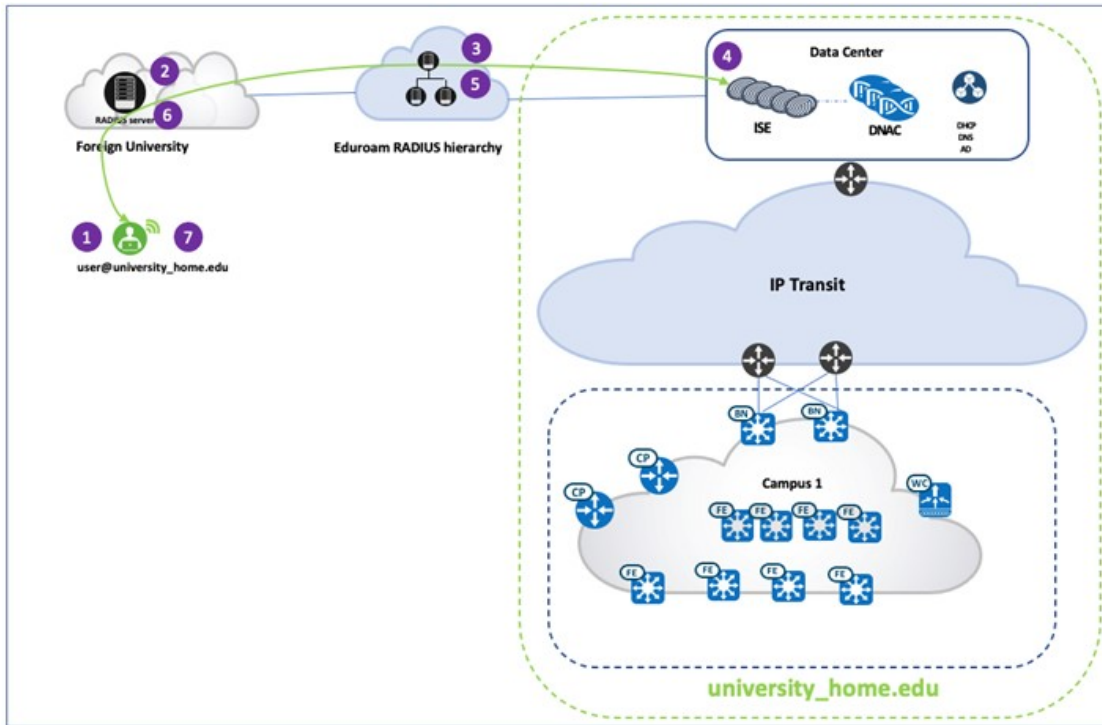 3
4
Data Center
2
5
6
RADIUS server
ISE
DNAC
DHCP
DNS
AD
Foreign University
Eduroam RADIUS hierarchy
1
7
user@university_home.edu
IP Transit
BN
BN
CP
Campus 1
WC
CP
FE
FE
FE
FE
FE
FE
FE
FE
university_home.edu